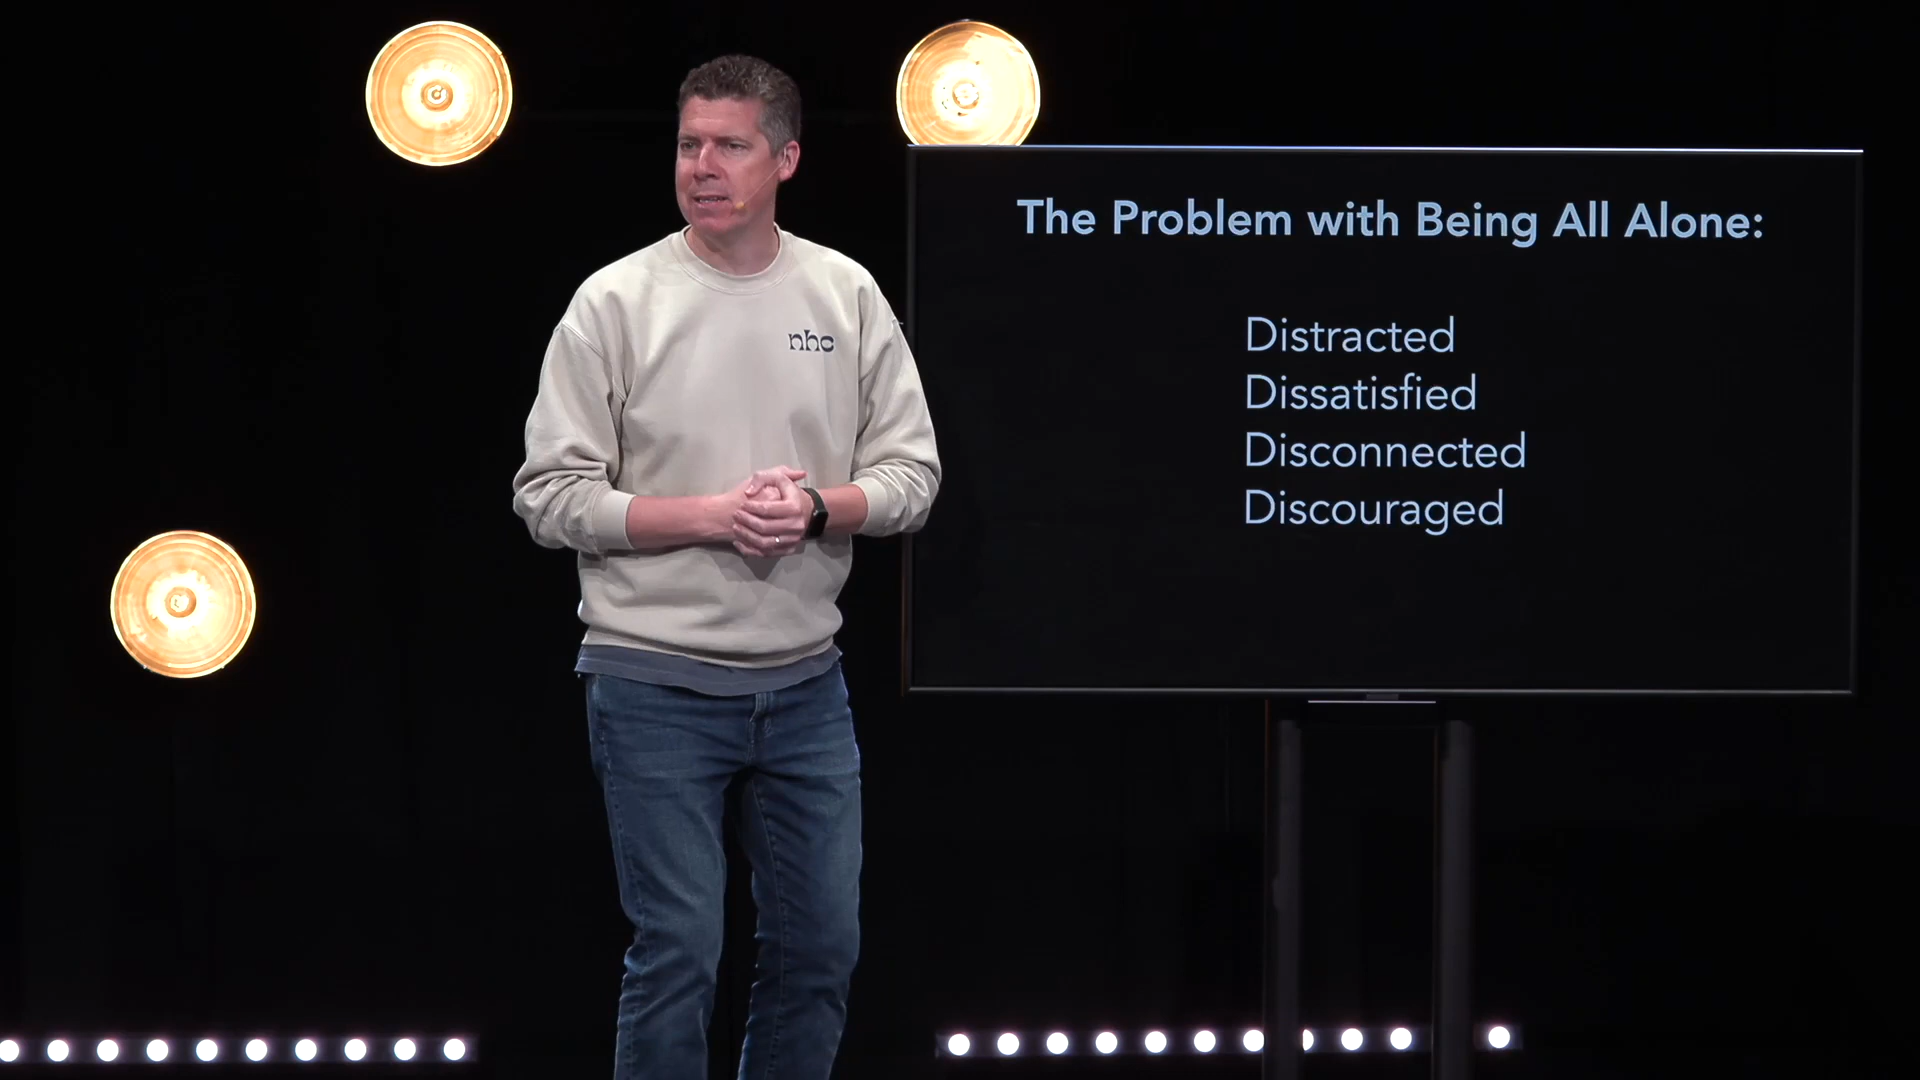 The Problem with Being All Alone:
Distracted
Dissatisfied
Disconnected
Discouraged
nhc